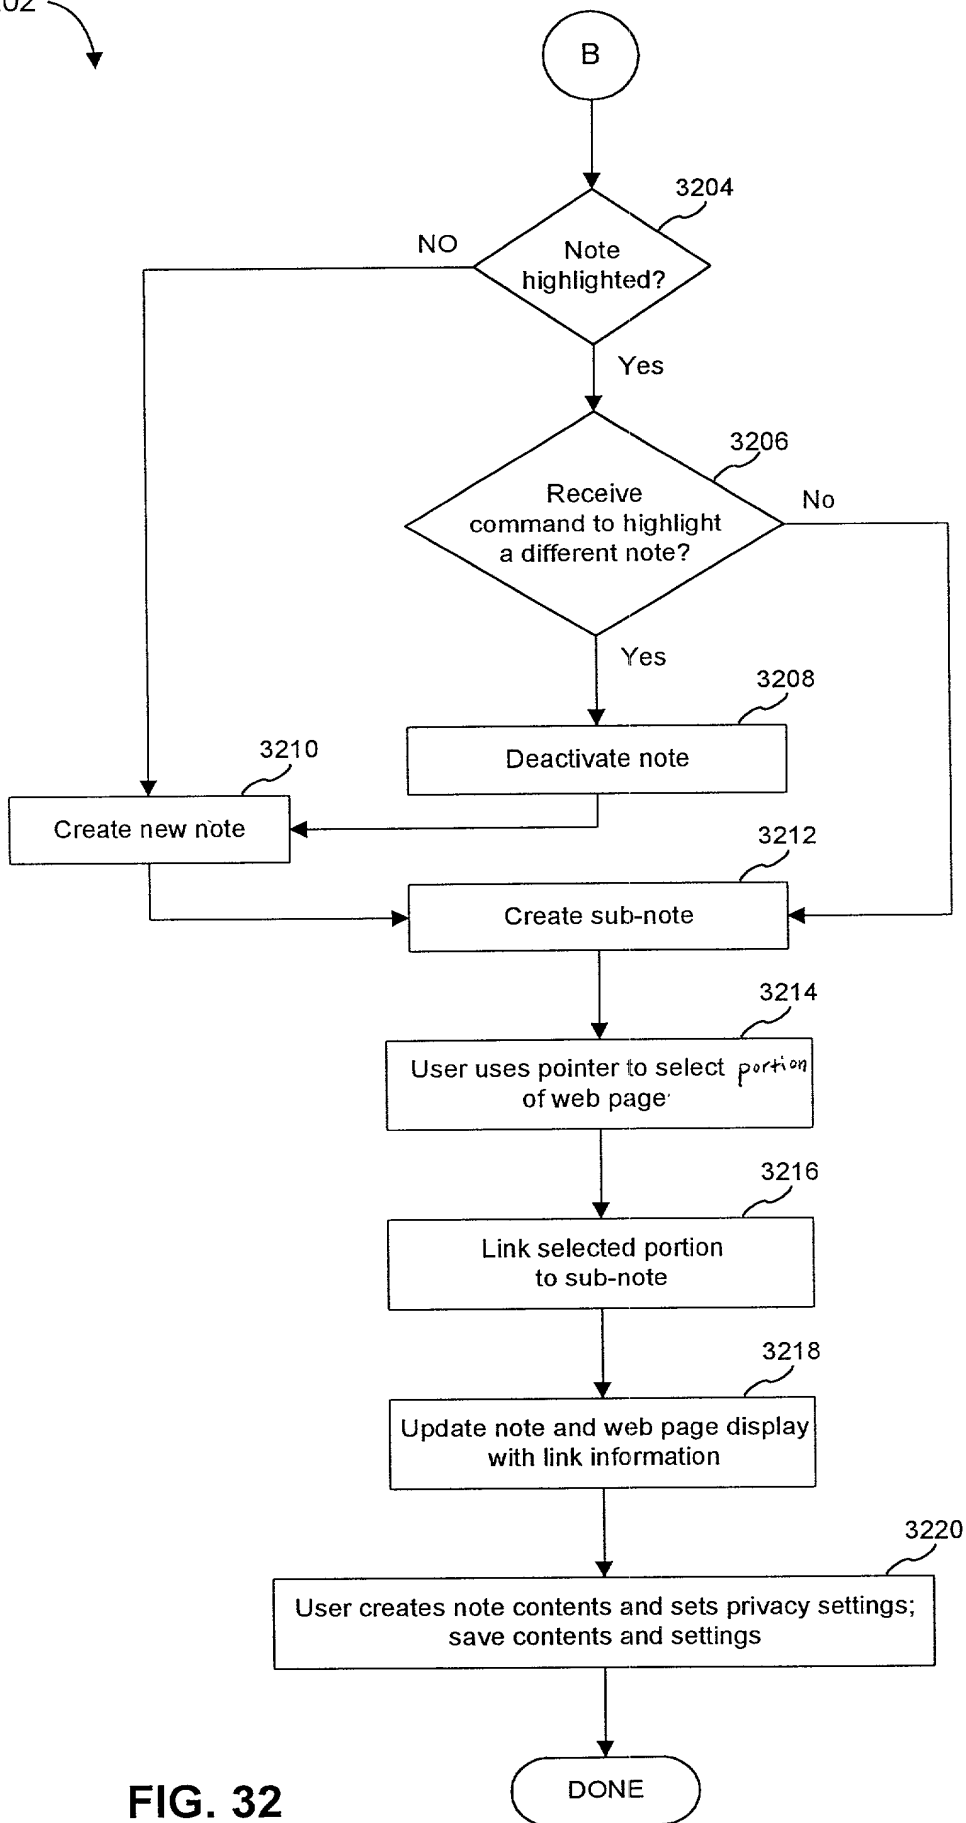 B
3204
NO
Note
highlighted?
Yes
3206
No
Receive
command to highlight
a different note?
Yes
3208
Deactivate note
3210
Create new note
3212
Create sub-note
3214
User uses pointer to select portion
of web page
3216
Link selected portion
to sub-note
3218
Update note and web page display
with link information
3220
User creates note contents and sets privacy settings;
save contents and settings
DONE
FIG. 32